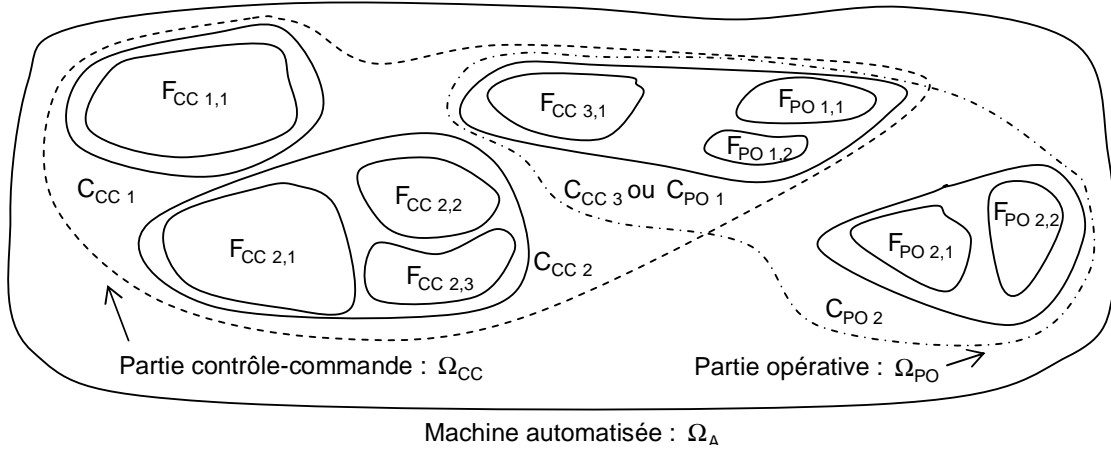 F_CC 1,1
F_CC 3,1
F_PO 1,1
F_PO 1,2
C_CC 1
F_CC 2,2
C_CC 3 ou C_PO 1
F_PO 2,2
F_CC 2,1
F_PO 2,1
F_CC 2,3
C_CC 2
C_PO 2
Partie contrôle-commande : Ω_CC
Partie opérative : Ω_PO
Machine automatisée : Ω_A